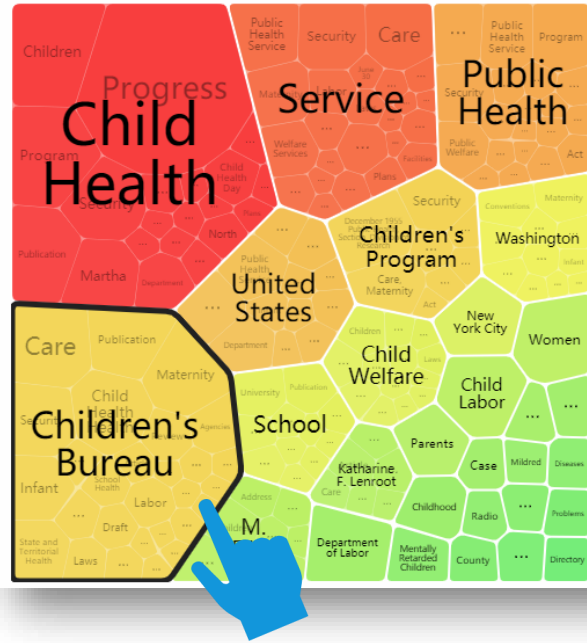 Children
Progress
Child
Health
Program
Security
Child
Health
Day
Plans
North
Publication
Martha
Department
Public
Health
Service
Security
Care
June
Labor
Service
Welfare
Services
Facilities
Plans
...
Public
Health
Service
Program
Public
Health
Security
Public
Welfare
Act
Security
December 1955
Children's
Program
Care,
Maternity
Act
Conventions
Maternity
Washington
Infant
Public
United
States
Department
...
Care
Publication
Maternity
Security
Child
Health
Children's
Bureau
Agencies
School
Health
Infant
Labor
Draft
State and
Territorial
Health
Laws
...
Children
Laws
Child
Welfare
New
York City
Women
Child
Labor
...
...
University
Publication
School
Parents
Case
Mildred
Diseases
Katharine
F. Lenroot
Care
Address
M.
Childhood
Radio
...
Problems
Department
of Labor
Mentally
Retarded
Children
County
...
Directory